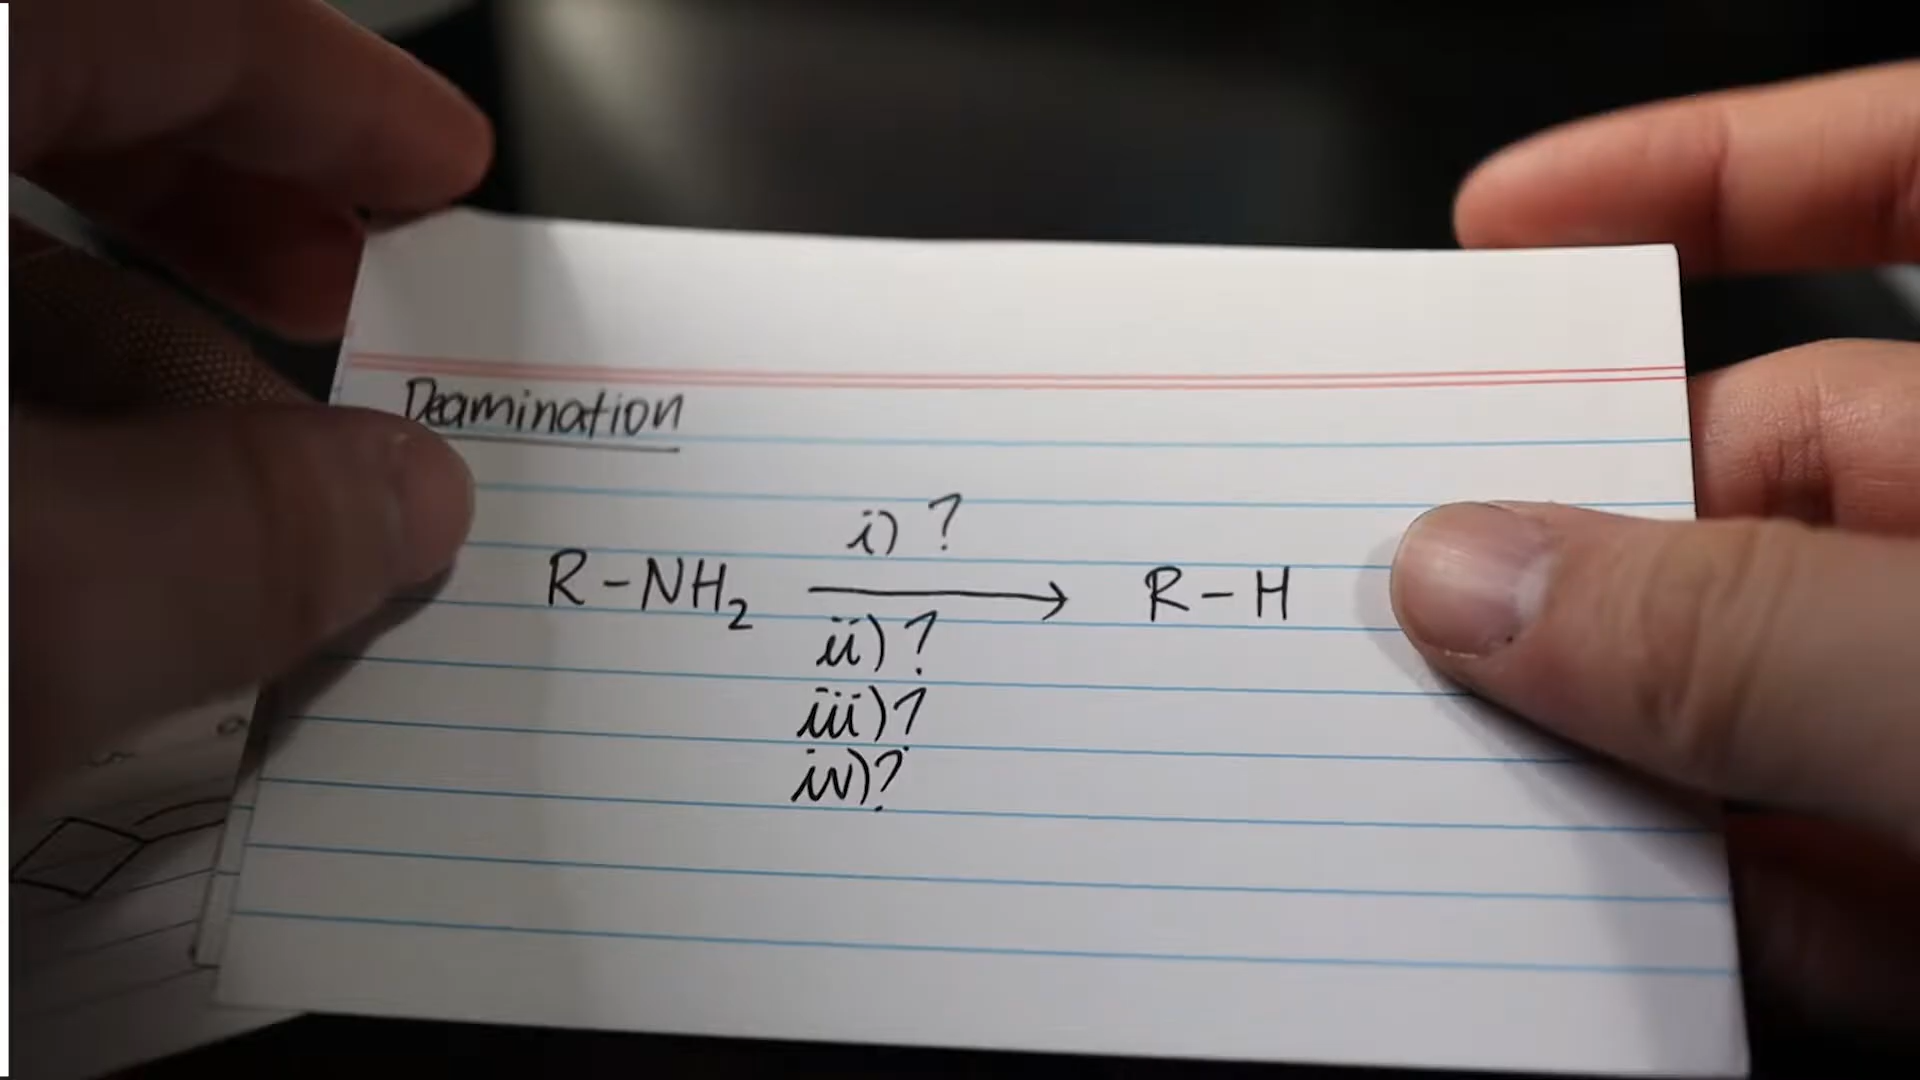 Deamination
i) ?
R-NH₂ → R-H
ii) ?
iii) ?
iv) ?